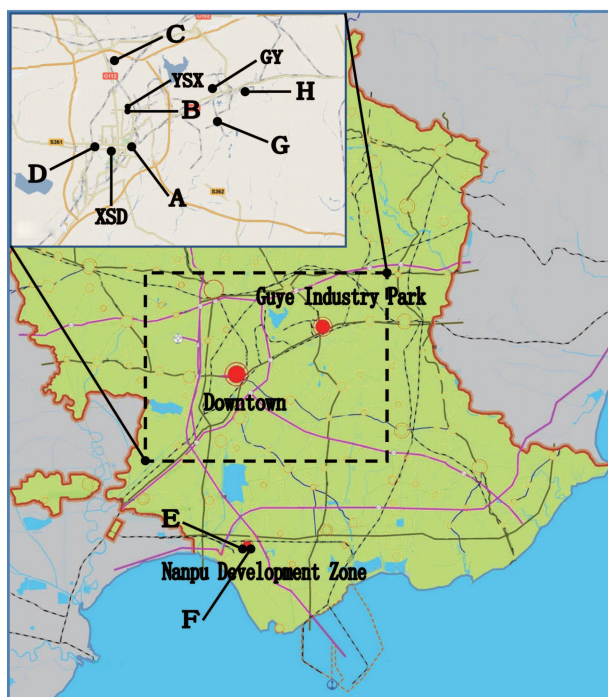 C
G112
YSX
GY
H
B
G
S361
D
A
S362
XSD
Guye Industry Park
Downtown
E
Nanpu Development Zone
F